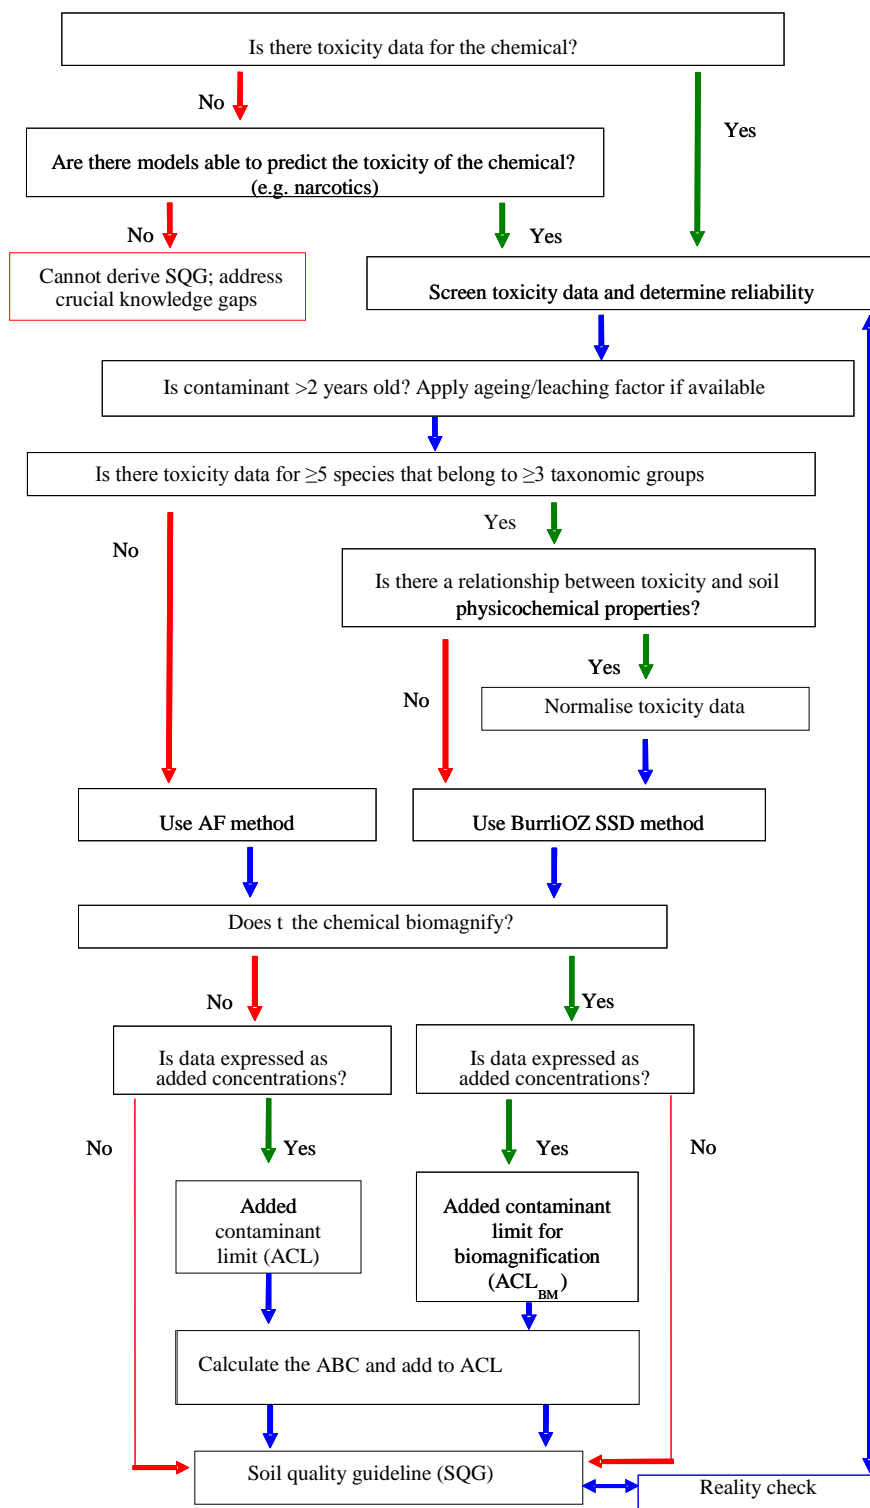 Is there toxicity data for the chemical?
No
Yes
Are there models able to predict the toxicity of the chemical?
(e.g. narcotics)
No
Yes
Cannot derive SQG; address
crucial knowledge gaps
Screen toxicity data and determine reliability
Is contaminant >2 years old? Apply ageing/leaching factor if available
Is there toxicity data for ≥5 species that belong to ≥3 taxonomic groups
Yes
No
Is there a relationship between toxicity and soil
physicochemical properties?
Yes
No
Normalise toxicity data
Use AF method
Use BurrliOZ SSD method
Does t the chemical biomagnify?
No
Yes
Is data expressed as
added concentrations?
Is data expressed as
added concentrations?
No
Yes
Yes
No
Added
contaminant
limit (ACL)
Added contaminant
limit for
biomagnification
(ACL BM)
Calculate the ABC and add to ACL
Soil quality guideline (SQG)
Reality check